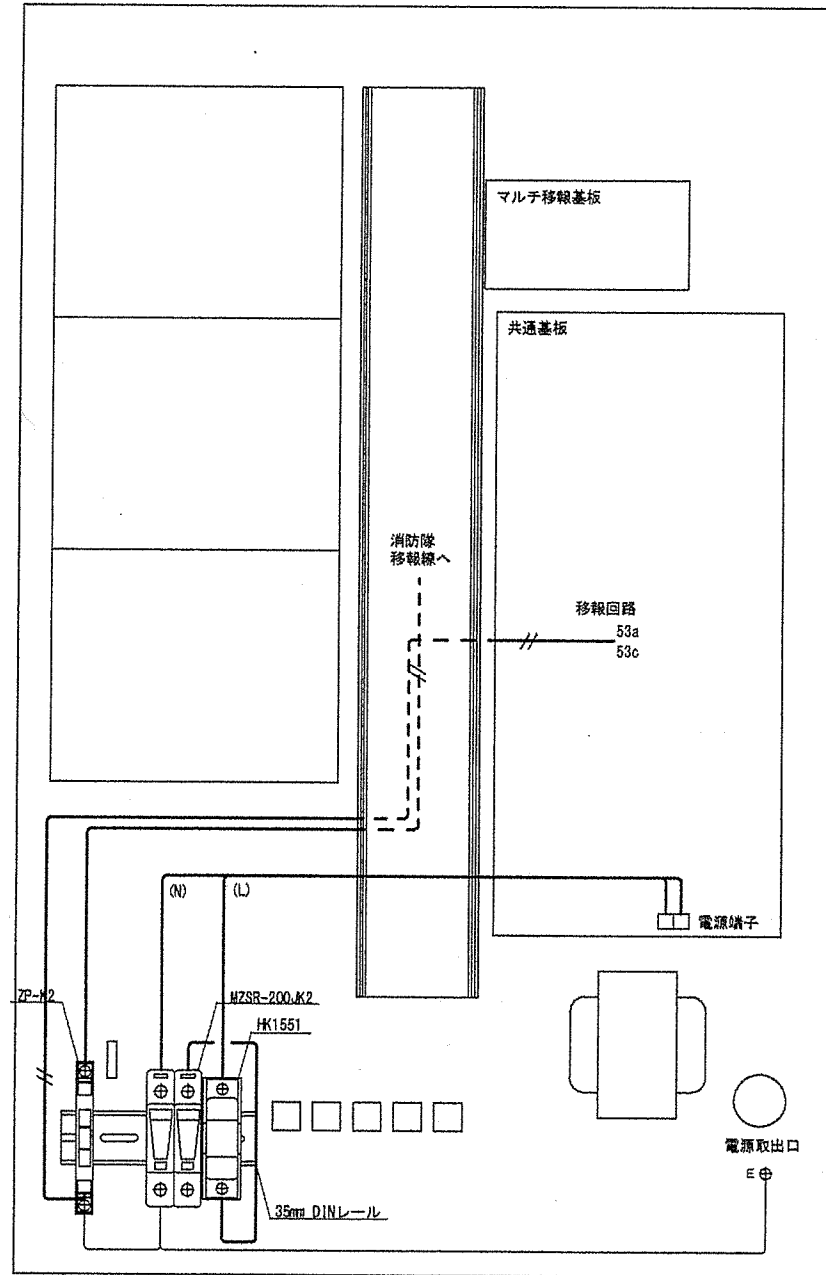 マルチ移報基板
共通基板
消防隊
移報線へ
移報回路
53a
53c
(N)
(L)
電源端子
ZP-K2
MZSR-200JK2
HK1551
電源取出口
E
35mm DINレール